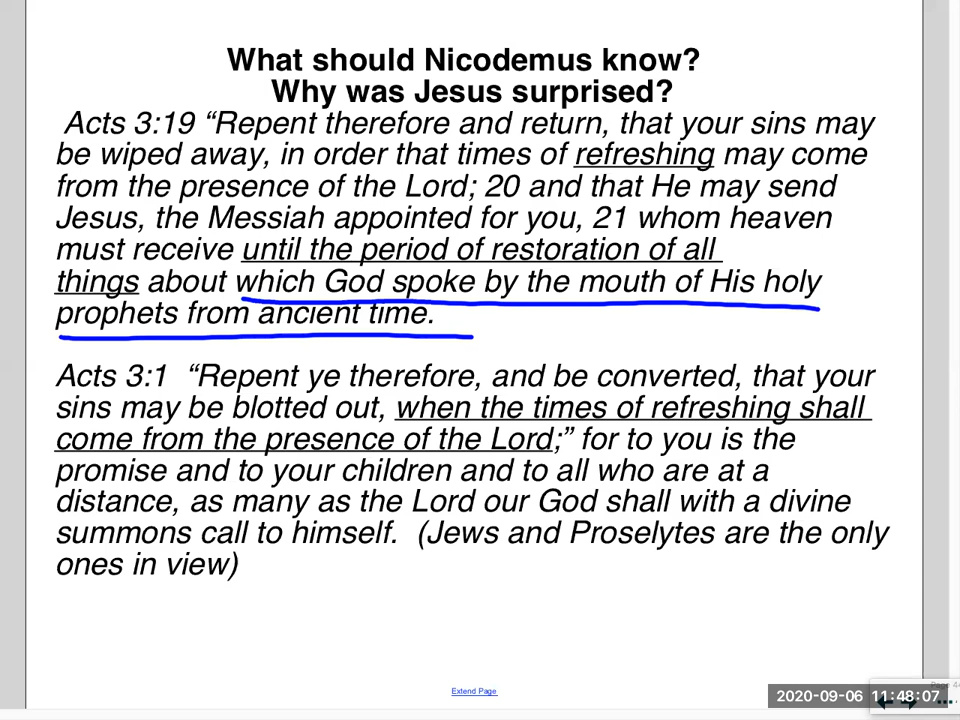 What should Nicodemus know?
Why was Jesus surprised?
Acts 3:19 “Repent therefore and return, that your sins may
be wiped away, in order that times of refreshing may come
from the presence of the Lord; 20 and that He may send
Jesus, the Messiah appointed for you, 21 whom heaven
must receive until the period of restoration of all
things about which God spoke by the mouth of His holy
prophets from ancient time.
Acts 3:1 “Repent ye therefore, and be converted, that your
sins may be blotted out, when the times of refreshing shall
come from the presence of the Lord;” for to you is the
promise and to your children and to all who are at a
distance, as many as the Lord our God shall with a divine
summons call to himself. (Jews and Proselytes are the only
ones in view)
Extend Page
2020-09-06 11:48:07